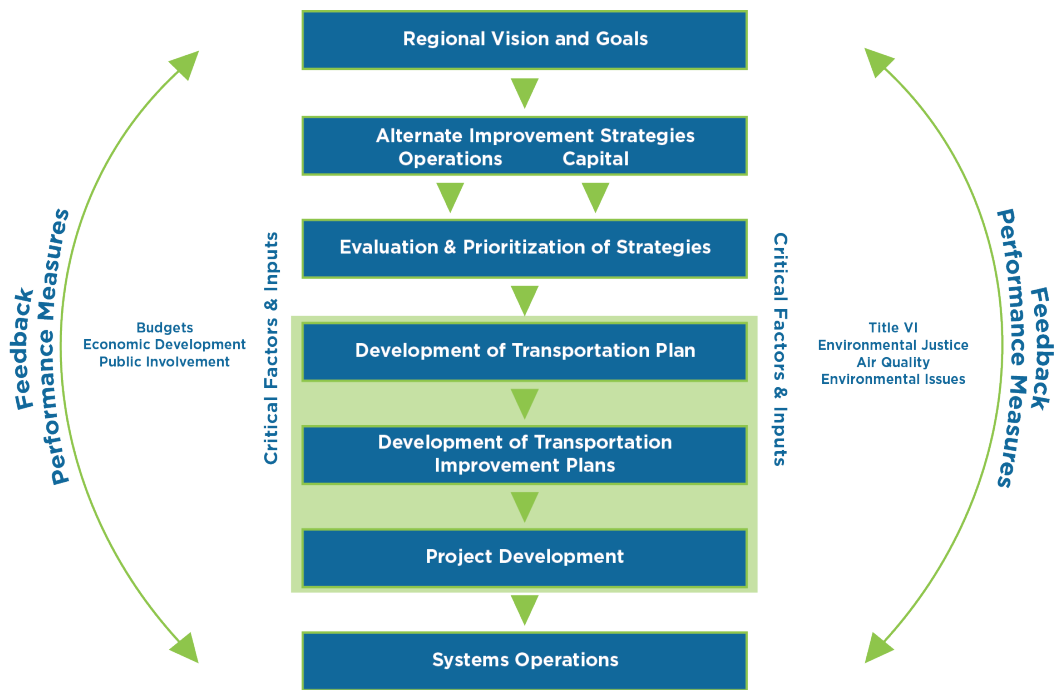 Regional Vision and Goals
Alternate Improvement Strategies
Operations Capital
Evaluation & Prioritization of Strategies
Development of Transportation Plan
Development of Transportation
Improvement Plans
Project Development
Systems Operations
Feedback
Performance Measures
Budgets
Economic Development
Public Involvement
Critical Factors & Inputs
Critical Factors & Inputs
Title VI
Environmental Justice
Air Quality
Environmental Issues
Feedback
Performance Measures